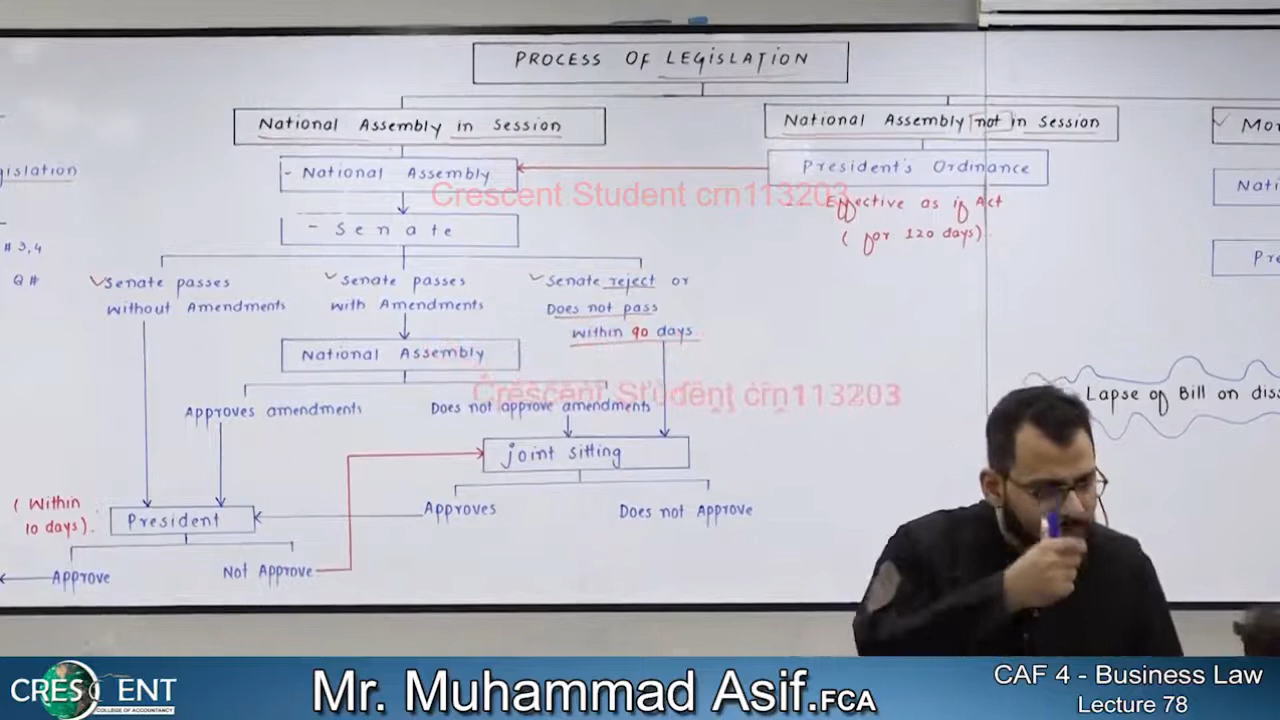 PROCESS OF LEGISLATION
National Assembly in Session
National Assembly not in Session
Mo
gislation
- National Assembly
President's Ordinance
Nati
Crescent Student crn113203
Effective as if Act
(for 120 days).
- Senate
# 3,4
Q #
Pre
Senate passes
without Amendments
Senate passes
with Amendments
Senate reject or
Does not pass
within 90 days
National Assembly
Crescent Student crn113203
Lapse of Bill on diss
Approves amendments
Does not approve amendments
joint sitting
(Within
10 days).
President
Approves
Does not Approve
Approve
Not Approve
CRESCENT
COLLEGE OF ACCOUNTANCY
Mr. Muhammad Asif.FCA
CAF 4 - Business Law
Lecture 78